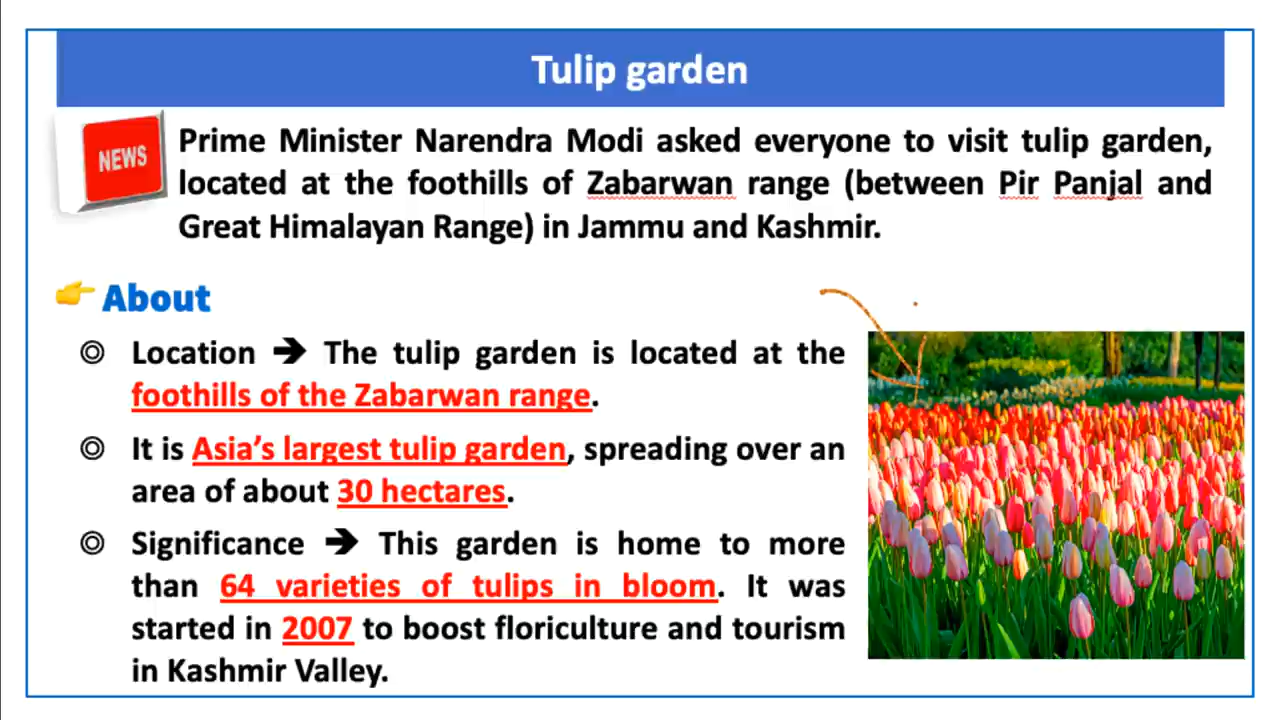 Tulip garden
NEWS
Prime Minister Narendra Modi asked everyone to visit tulip garden,
located at the foothills of Zabarwan range (between Pir Panjal and
Great Himalayan Range) in Jammu and Kashmir.
👉 About
◎ Location ➔ The tulip garden is located at the
foothills of the Zabarwan range.
◎ It is Asia’s largest tulip garden, spreading over an
area of about 30 hectares.
◎ Significance ➔ This garden is home to more
than 64 varieties of tulips in bloom. It was
started in 2007 to boost floriculture and tourism
in Kashmir Valley.